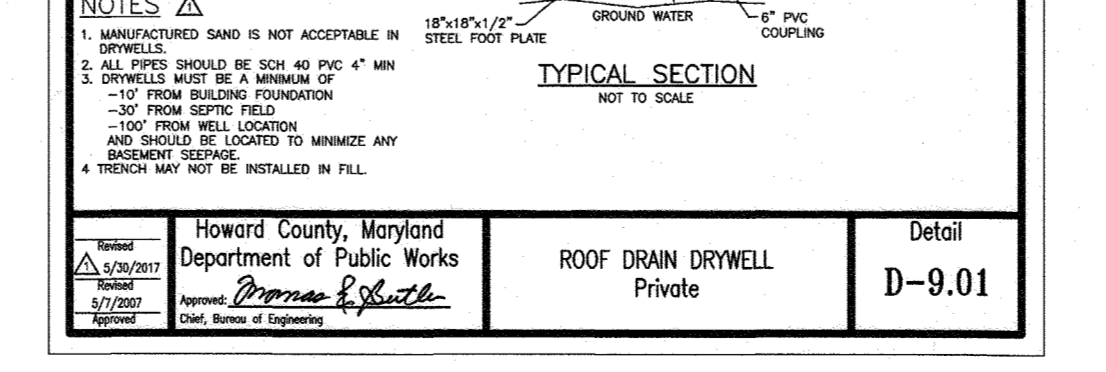 NOTES 1
1. MANUFACTURED SAND IS NOT ACCEPTABLE IN
DRYWELLS.
2. ALL PIPES SHOULD BE SCH 40 PVC 4" MIN
3. DRYWELLS MUST BE A MINIMUM OF
-10' FROM BUILDING FOUNDATION
-30' FROM SEPTIC FIELD
-100' FROM WELL LOCATION
AND SHOULD BE LOCATED TO MINIMIZE ANY
BASEMENT SEEPAGE.
4 TRENCH MAY NOT BE INSTALLED IN FILL.
18"x18"x1/2"
STEEL FOOT PLATE
GROUND WATER
6" PVC
COUPLING
TYPICAL SECTION
NOT TO SCALE
Revised
1 5/30/2017
Revised
5/7/2007
Approved
Howard County, Maryland
Department of Public Works
Approved: Thomas E. Butler
Chief, Bureau of Engineering
ROOF DRAIN DRYWELL
Private
Detail
D-9.01